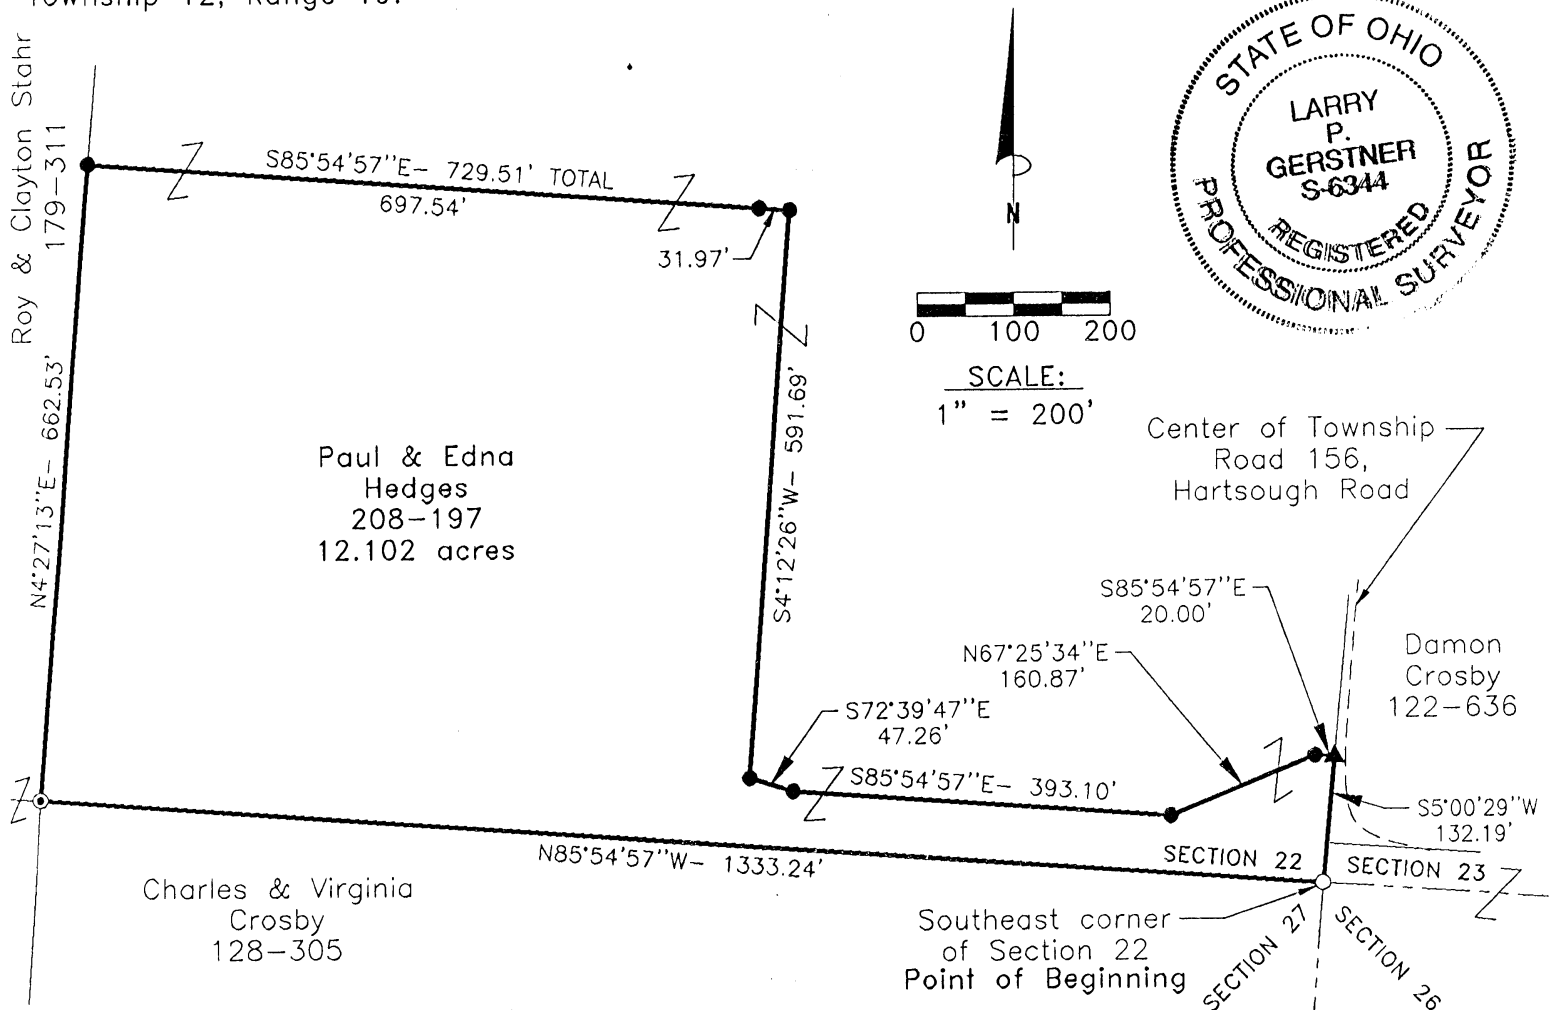 Township 12, Range 16.
Roy & Clayton Stahr
179-311
S85°54'57"E- 729.51' TOTAL
697.54'
31.97'
N4°27'13"E- 662.53'
S4°12'26"W- 591.69'
Paul & Edna
Hedges
208-197
12.102 acres
N
0 100 200
SCALE:
1" = 200'
STATE OF OHIO
LARRY
P.
GERSTNER
S-6344
REGISTERED
PROFESSIONAL SURVEYOR
Center of Township
Road 156,
Hartsough Road
S85°54'57"E
20.00'
N67°25'34"E
160.87'
Damon
Crosby
122-636
S72°39'47"E
47.26'
S85°54'57"E- 393.10'
S5°00'29"W
132.19'
N85°54'57"W- 1333.24'
SECTION 22
SECTION 23
SECTION 27
SECTION 26
Charles & Virginia
Crosby
128-305
Southeast corner
of Section 22
Point of Beginning